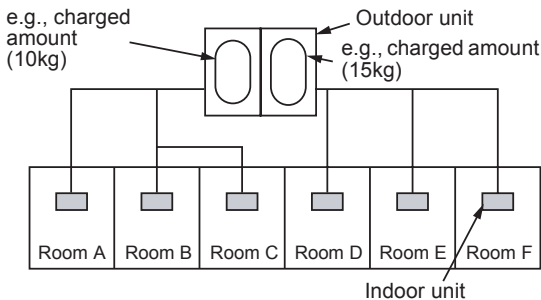 e.g., charged
amount
(10kg)
Outdoor unit
e.g., charged amount
(15kg)
Room A
Room B
Room C
Room D
Room E
Room F
Indoor unit